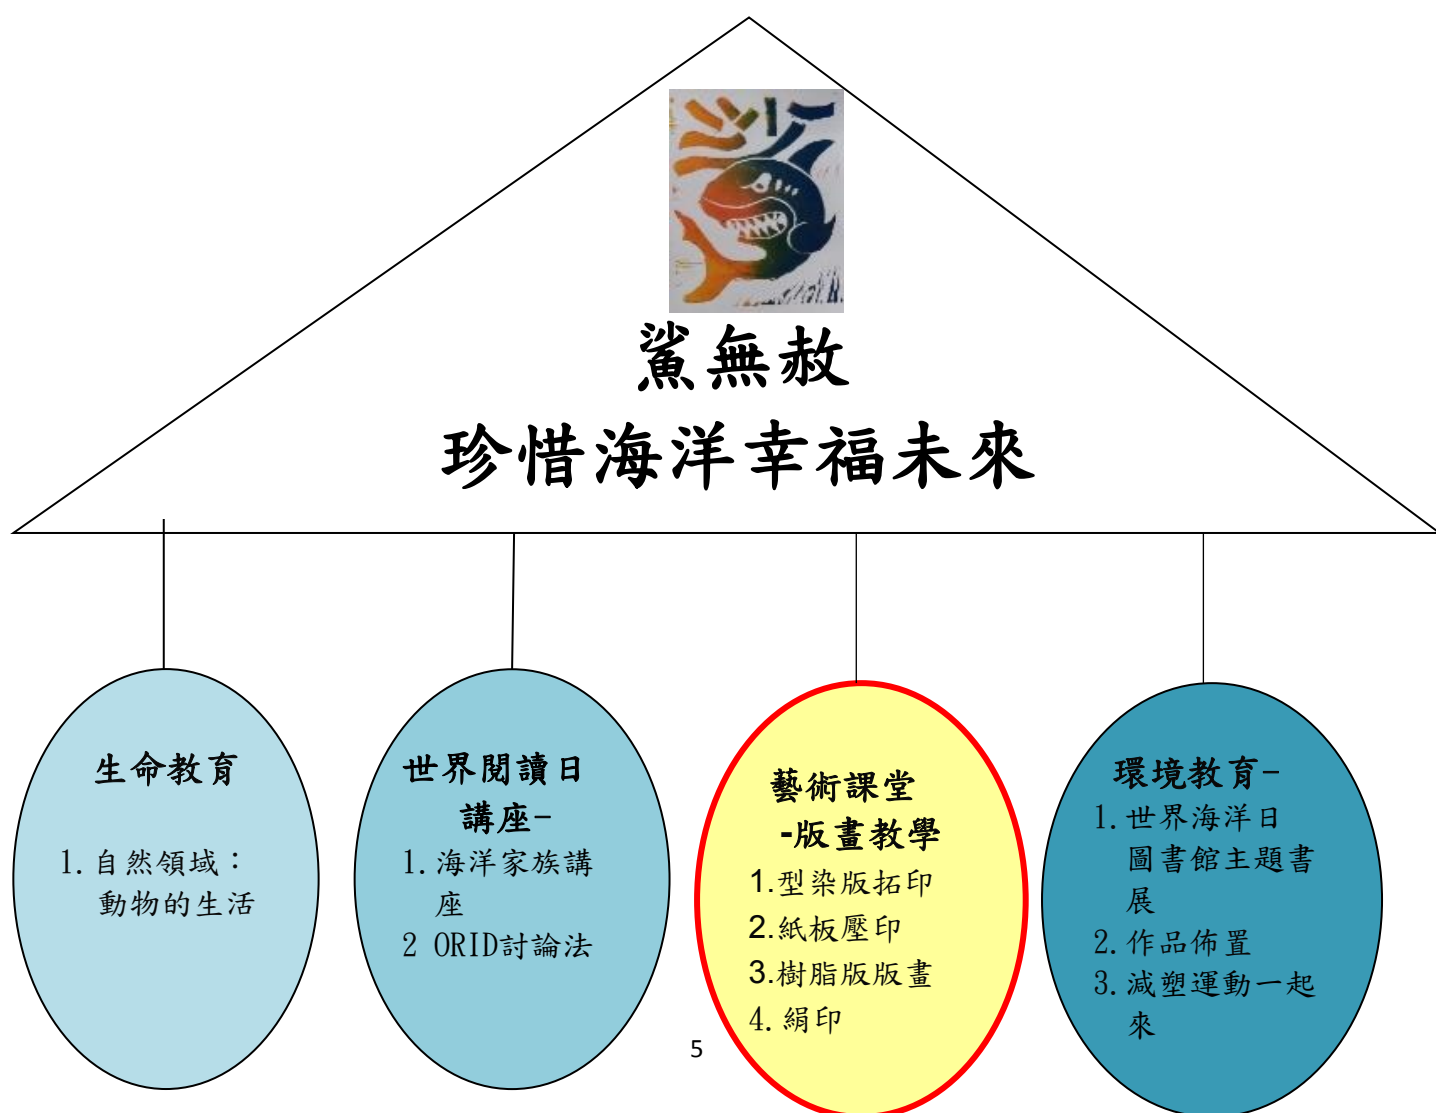 鯊無赦
珍惜海洋幸福未來
生命教育
1.自然領域：
動物的生活
世界閱讀日
講座-
1.海洋家族講
座
2 ORID討論法
藝術課堂
-版畫教學
1.型染版拓印
2.紙板壓印
3.樹脂版版畫
4.絹印
環境教育-
1.世界海洋日
圖書館主題書
展
2.作品佈置
3.減塑運動一起
來
5